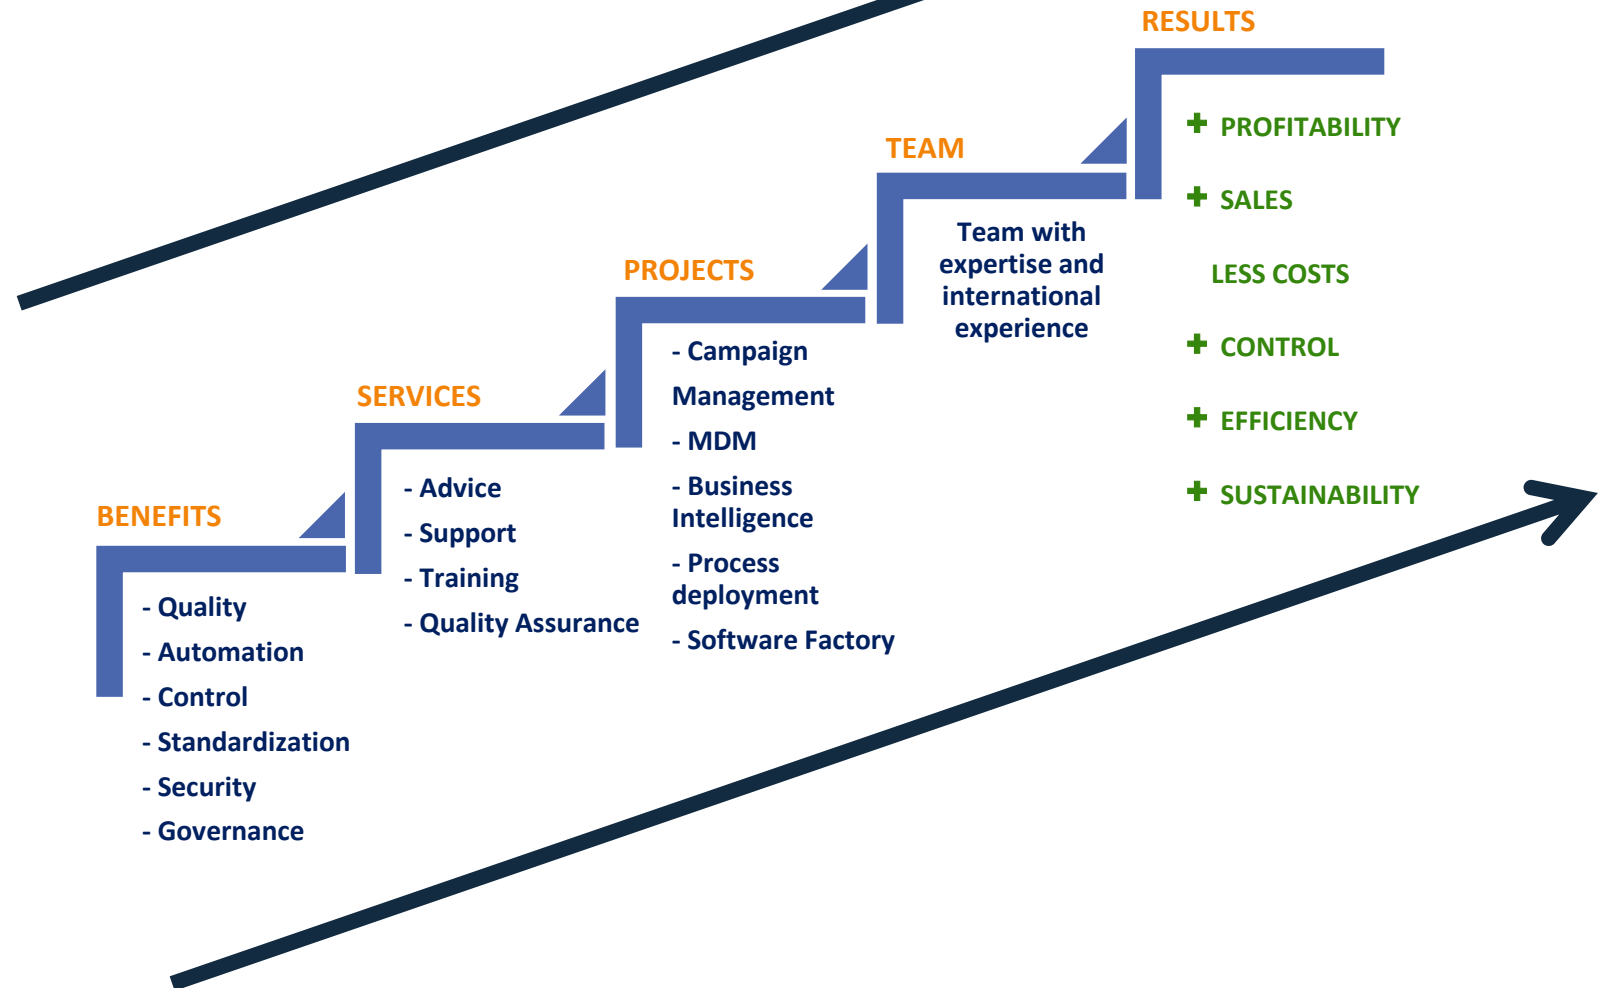 BENEFITS
- Quality
- Automation
- Control
- Standardization
- Security
- Governance
SERVICES
- Advice
- Support
- Training
- Quality Assurance
PROJECTS
- Campaign
Management
- MDM
- Business
Intelligence
- Process
deployment
- Software Factory
TEAM
Team with
expertise and
international
experience
RESULTS
+ PROFITABILITY
+ SALES
LESS COSTS
+ CONTROL
+ EFFICIENCY
+ SUSTAINABILITY